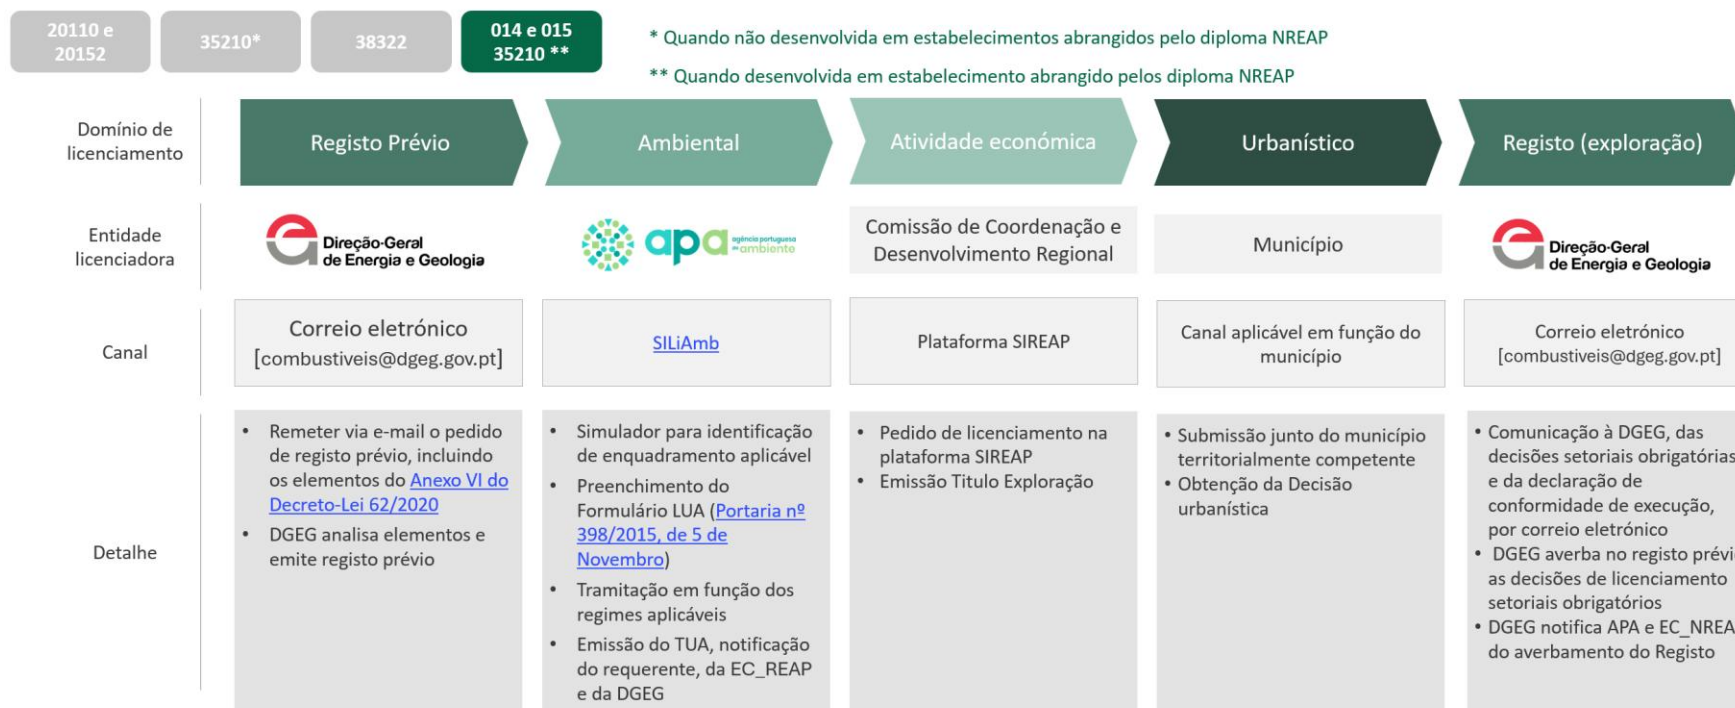 20110 e
20152
35210*
38322
014 e 015
35210 **
* Quando não desenvolvida em estabelecimentos abrangidos pelo diploma NREAP
** Quando desenvolvida em estabelecimento abrangido pelos diploma NREAP
Domínio de
licenciamento
Registo Prévio
Ambiental
Atividade económica
Urbanístico
Registo (exploração)
Entidade
licenciadora
Direção-Geral
de Energia e Geologia
apa
agência portuguesa
do ambiente
Comissão de Coordenação e
Desenvolvimento Regional
Município
Direção-Geral
de Energia e Geologia
Canal
Correio eletrónico
[combustiveis@dgeg.gov.pt]
SILiAmb
Plataforma SIREAP
Canal aplicável em função do
município
Correio eletrónico
[combustiveis@dgeg.gov.pt]
Detalhe
• Remeter via e-mail o pedido
de registo prévio, incluindo
os elementos do Anexo VI do
Decreto-Lei 62/2020
• DGEG analisa elementos e
emite registo prévio
• Simulador para identificação
de enquadramento aplicável
• Preenchimento do
Formulário LUA (Portaria nº
398/2015, de 5 de
Novembro)
• Tramitação em função dos
regimes aplicáveis
• Emissão do TUA, notificação
do requerente, da EC_REAP
e da DGEG
• Pedido de licenciamento na
plataforma SIREAP
• Emissão Titulo Exploração
• Submissão junto do município
territorialmente competente
• Obtenção da Decisão
urbanística
• Comunicação à DGEG, das
decisões setoriais obrigatórias
e da declaração de
conformidade de execução,
por correio eletrónico
• DGEG averba no registo prévi
as decisões de licenciamento
setoriais obrigatórios
• DGEG notifica APA e EC_NREA
do averbamento do Registo